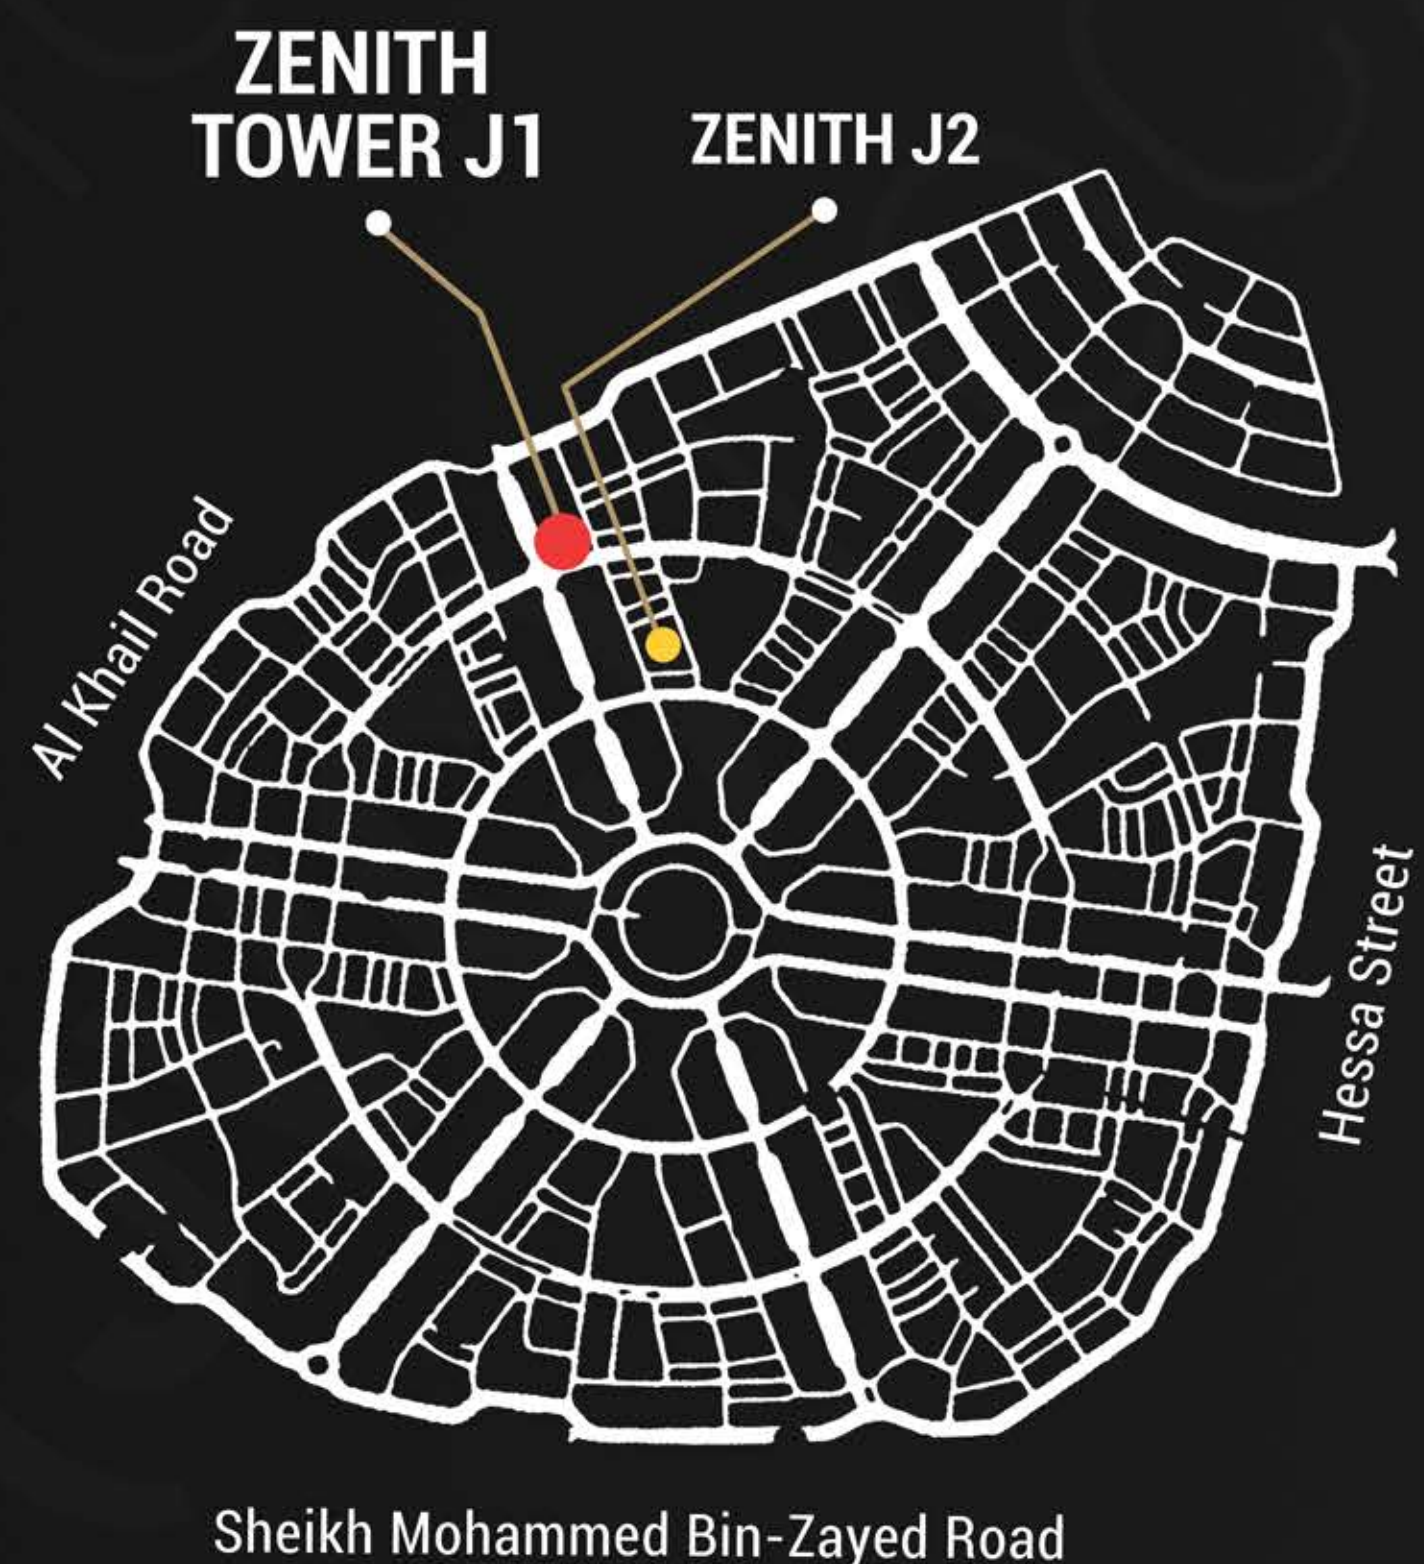 ZENITH
TOWER J1
ZENITH J2
Al Khail Road
Hessa Street
Sheikh Mohammed Bin-Zayed Road